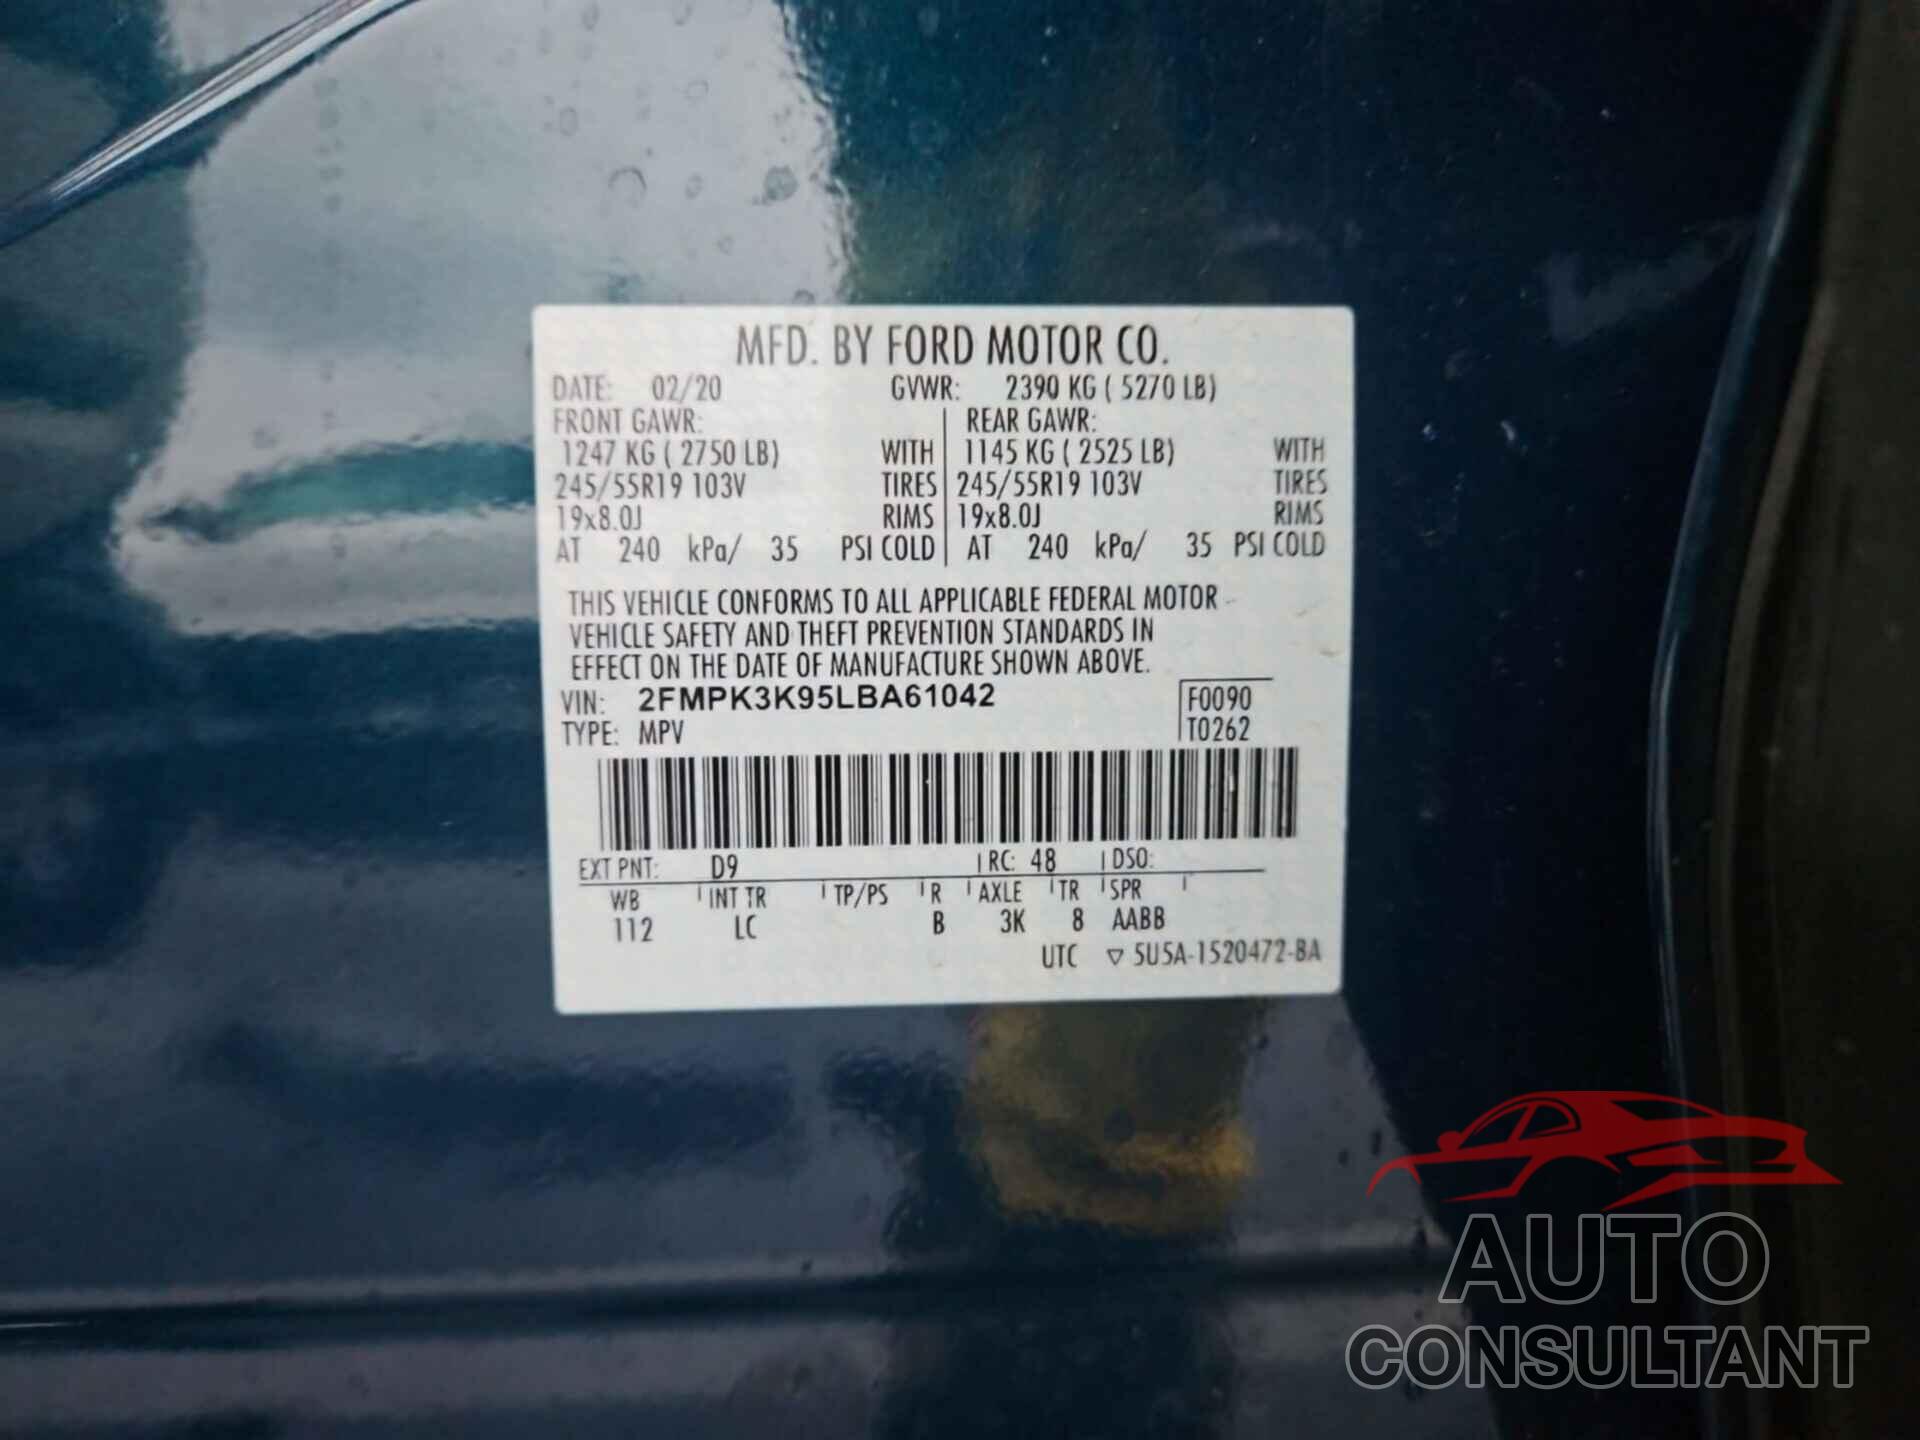 MFD. BY FORD MOTOR CO.
DATE: 02/20 GVWR: 2390 KG ( 5270 LB)
FRONT GAWR: REAR GAWR:
1247 KG ( 2750 LB) WITH 1145 KG ( 2525 LB) WITH
245/55R19 103V TIRES 245/55R19 103V TIRES
19x8.0J RIMS 19x8.0J RIMS
AT 240 kPa/ 35 PSI COLD AT 240 kPa/ 35 PSI COLD
THIS VEHICLE CONFORMS TO ALL APPLICABLE FEDERAL MOTOR
VEHICLE SAFETY AND THEFT PREVENTION STANDARDS IN
EFFECT ON THE DATE OF MANUFACTURE SHOWN ABOVE.
VIN: 2FMPK3K95LBA61042 F0090
TYPE: MPV T0262
EXT PNT: D9 RC: 48 DSO:
WB INT TR TP/PS R AXLE TR SPR
112 LC B 3K 8 AABB
UTC ▽ 5U5A-1520472-BA
AUTO
CONSULTANT